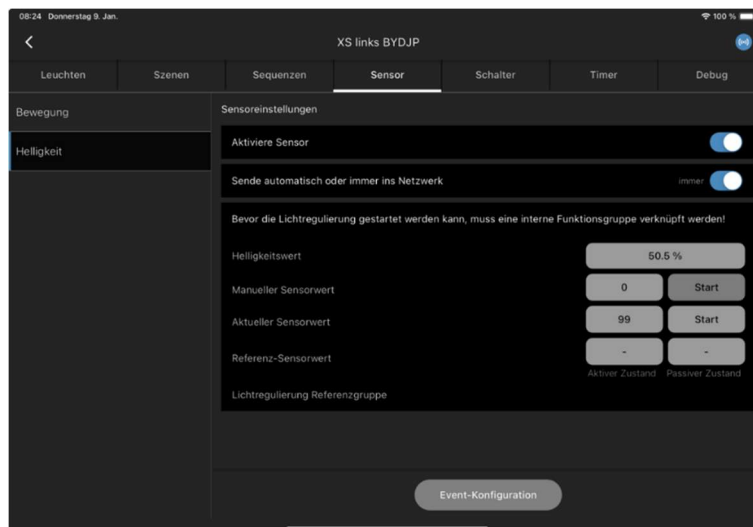 08:24 Donnerstag 9. Jan.
100 %
XS links BYDJP
Leuchten
Szenen
Sequenzen
Sensor
Schalter
Timer
Debug
Bewegung
Helligkeit
Sensoreinstellungen
Aktiviere Sensor
Sende automatisch oder immer ins Netzwerk
immer
Bevor die Lichtregulierung gestartet werden kann, muss eine interne Funktionsgruppe verknüpft werden!
Helligkeitswert
50.5 %
Manueller Sensorwert
0
Start
Aktueller Sensorwert
99
Start
Referenz-Sensorwert
-
-
Aktiver Zustand
Passiver Zustand
Lichtregulierung Referenzgruppe
Event-Konfiguration